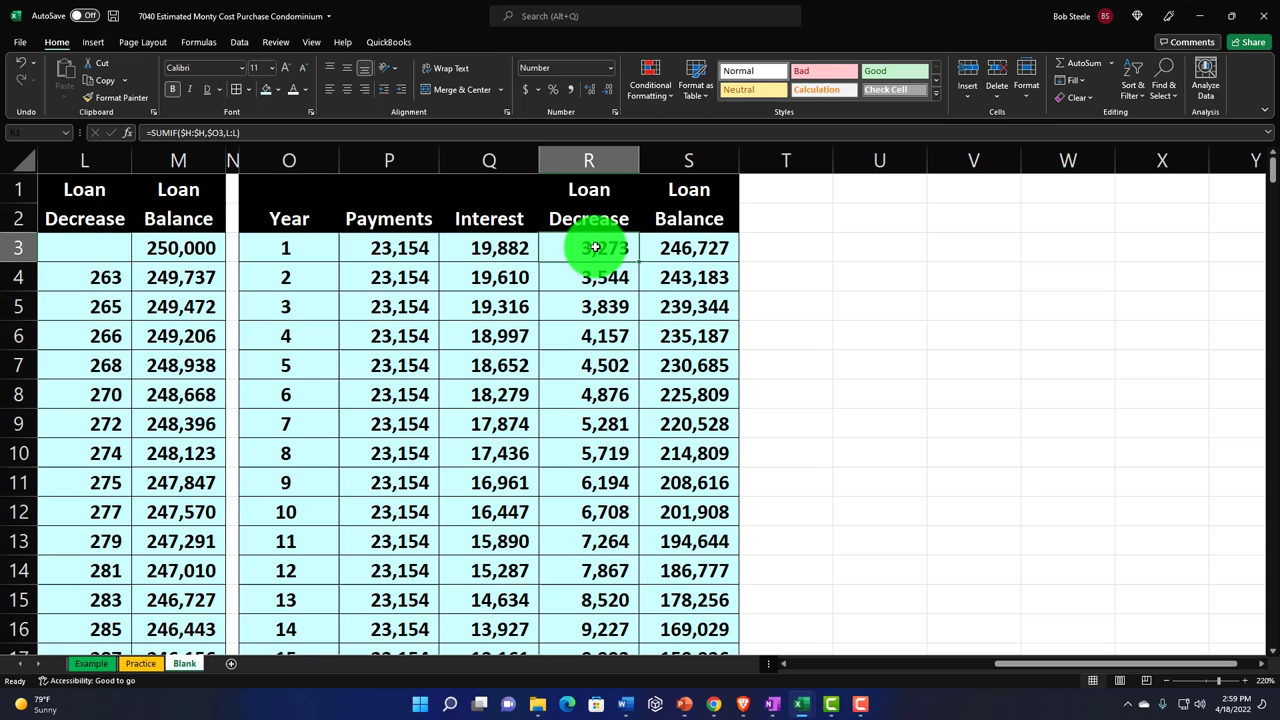 AutoSave Off 7040 Estimated Monty Cost Purchase Condominium Search (Alt+Q) Bob Steele BS
File Home Insert Page Layout Formulas Data Review View Help QuickBooks Comments Share
Cut Calibri 11 Wrap Text Number Normal Bad Good AutoSum
Copy Fill
Paste Format Painter Merge & Center Conditional Formatting Format as Table Neutral Calculation Check Cell Insert Delete Format Clear Sort & Filter Find & Select Analyze Data
Undo Clipboard Font Alignment Number Styles Cells Editing Analysis
R3 =SUMIF($H:$H,$O3,L:L)
L M N O P Q R S T U V W X Y
1 Loan Loan Loan Loan
2 Decrease Balance Year Payments Interest Decrease Balance
3 250,000 1 23,154 19,882 3,273 246,727
4 263 249,737 2 23,154 19,610 3,544 243,183
5 265 249,472 3 23,154 19,316 3,839 239,344
6 266 249,206 4 23,154 18,997 4,157 235,187
7 268 248,938 5 23,154 18,652 4,502 230,685
8 270 248,668 6 23,154 18,279 4,876 225,809
9 272 248,396 7 23,154 17,874 5,281 220,528
10 274 248,123 8 23,154 17,436 5,719 214,809
11 275 247,847 9 23,154 16,961 6,194 208,616
12 277 247,570 10 23,154 16,447 6,708 201,908
13 279 247,291 11 23,154 15,890 7,264 194,644
14 281 247,010 12 23,154 15,287 7,867 186,777
15 283 246,727 13 23,154 14,634 8,520 178,256
16 285 246,443 14 23,154 13,927 9,227 169,029
Example Practice Blank
Ready Accessibility: Good to go 220%
79°F 2:59 PM
Sunny 4/18/2022